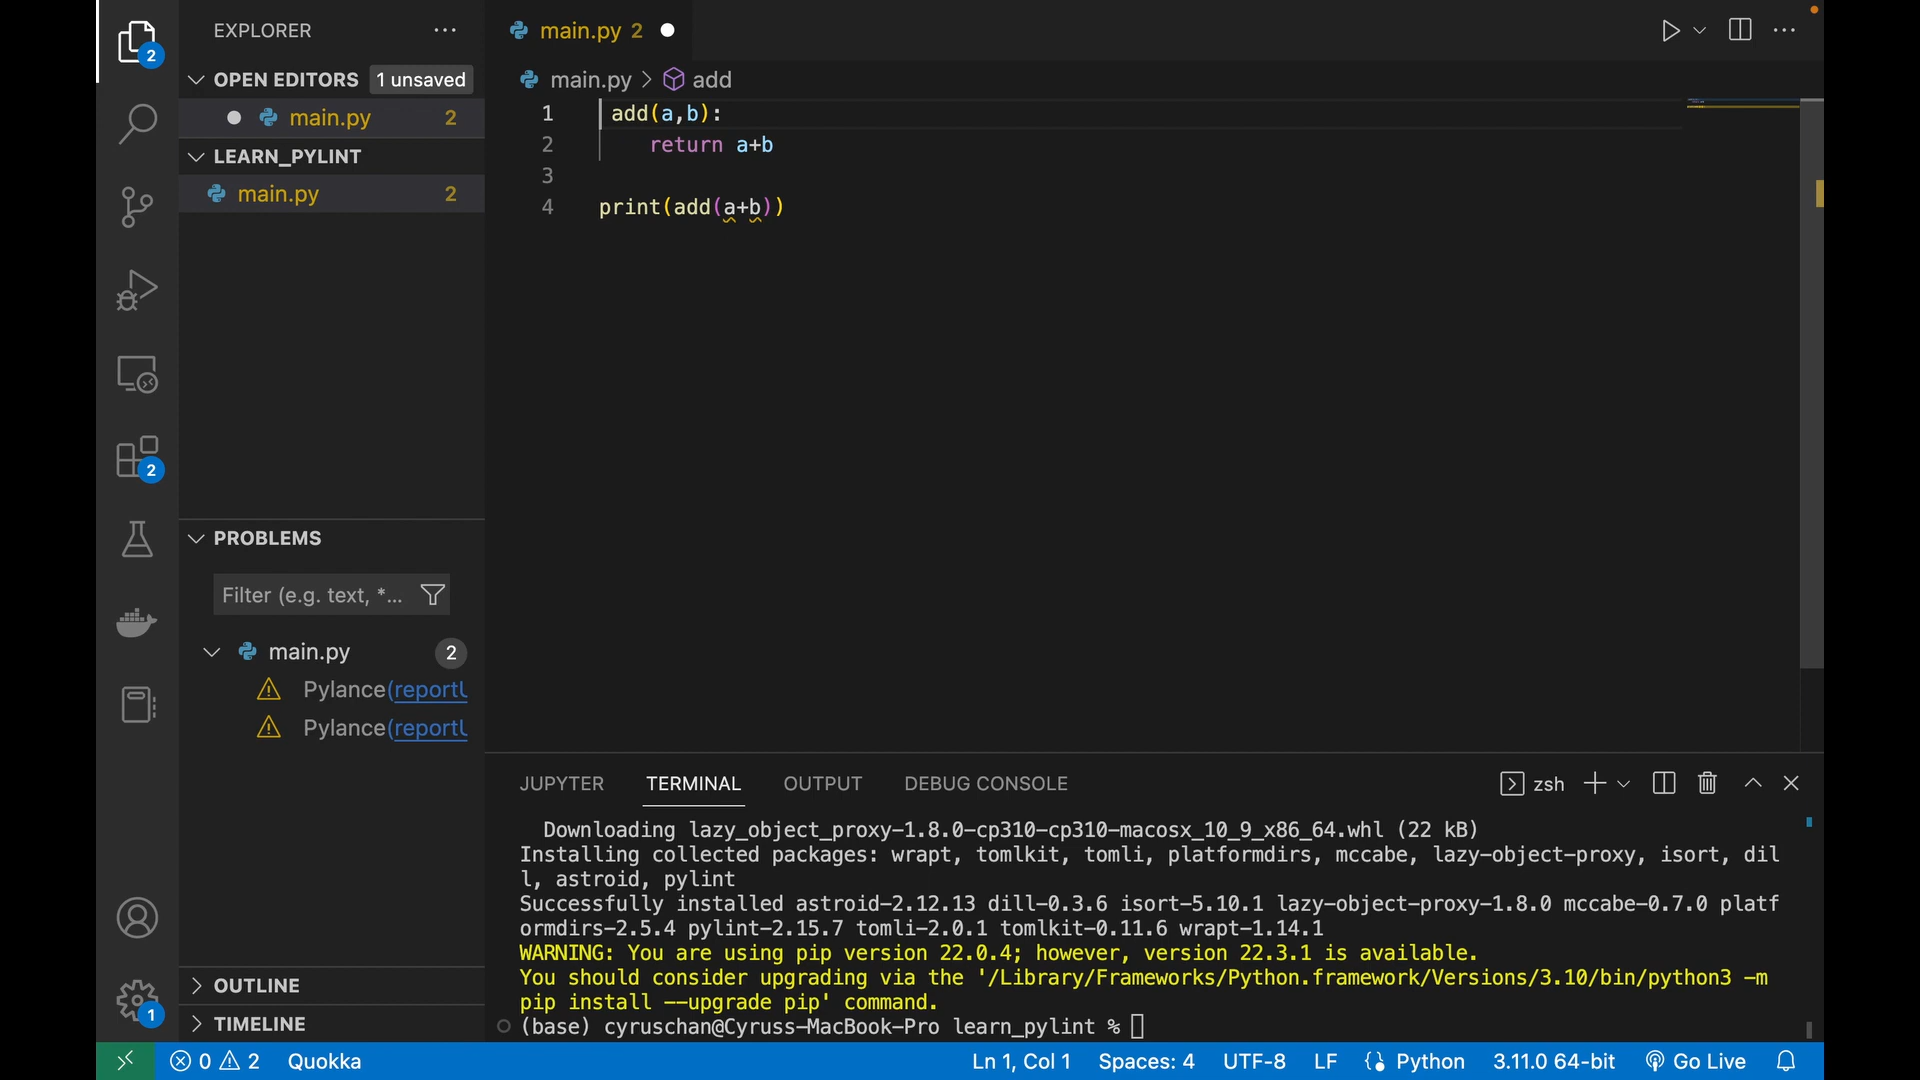 EXPLORER
main.py 2
OPEN EDITORS 1 unsaved
main.py 2
LEARN_PYLINT
main.py 2
PROBLEMS
Filter (e.g. text, *...
main.py 2
Pylance(reportU
Pylance(reportU
OUTLINE
TIMELINE
2
2
1
main.py > add
1 add(a,b):
2 return a+b
3
4 print(add(a+b))
JUPYTER TERMINAL OUTPUT DEBUG CONSOLE zsh
Downloading lazy_object_proxy-1.8.0-cp310-cp310-macosx_10_9_x86_64.whl (22 kB)
Installing collected packages: wrapt, tomlkit, tomli, platformdirs, mccabe, lazy-object-proxy, isort, dil
l, astroid, pylint
Successfully installed astroid-2.12.13 dill-0.3.6 isort-5.10.1 lazy-object-proxy-1.8.0 mccabe-0.7.0 platf
ormdirs-2.5.4 pylint-2.15.7 tomli-2.0.1 tomlkit-0.11.6 wrapt-1.14.1
WARNING: You are using pip version 22.0.4; however, version 22.3.1 is available.
You should consider upgrading via the '/Library/Frameworks/Python.framework/Versions/3.10/bin/python3 -m
pip install --upgrade pip' command.
(base) cyruschan@Cyruss-MacBook-Pro learn_pylint %
0 2 Quokka Ln 1, Col 1 Spaces: 4 UTF-8 LF Python 3.11.0 64-bit Go Live